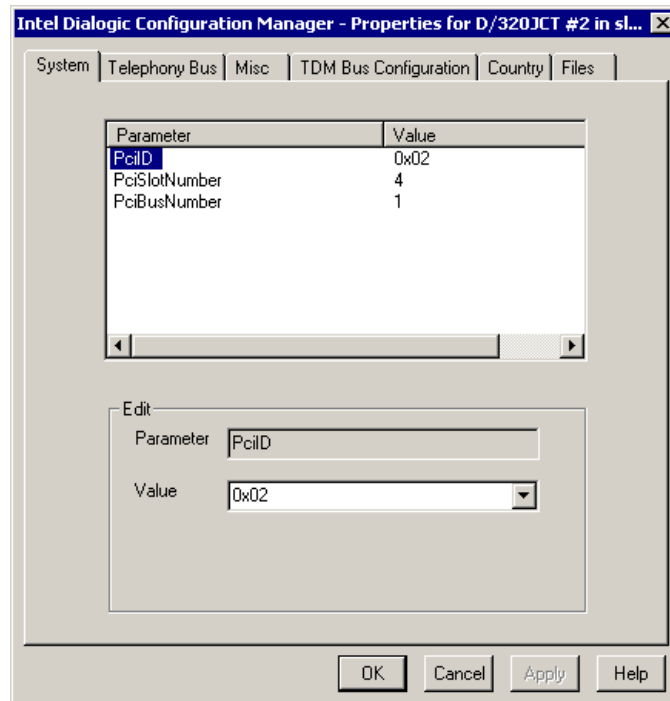 Intel Dialogic Configuration Manager - Properties for D/320JCT #2 in sl...
System Telephony Bus Misc TDM Bus Configuration Country Files
Parameter Value
PciID 0x02
PciSlotNumber 4
PciBusNumber 1
Edit
Parameter PciID
Value 0x02
OK Cancel Apply Help